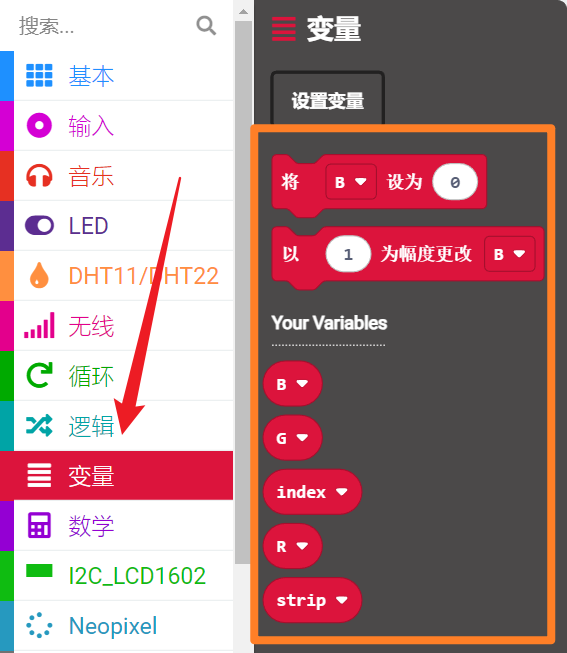 搜索...
基本
输入
音乐
LED
DHT11/DHT22
无线
循环
逻辑
变量
数学
I2C_LCD1602
Neopixel
变量
设置变量
将 B 设为 0
以 1 为幅度更改 B
Your Variables
B
G
index
R
strip